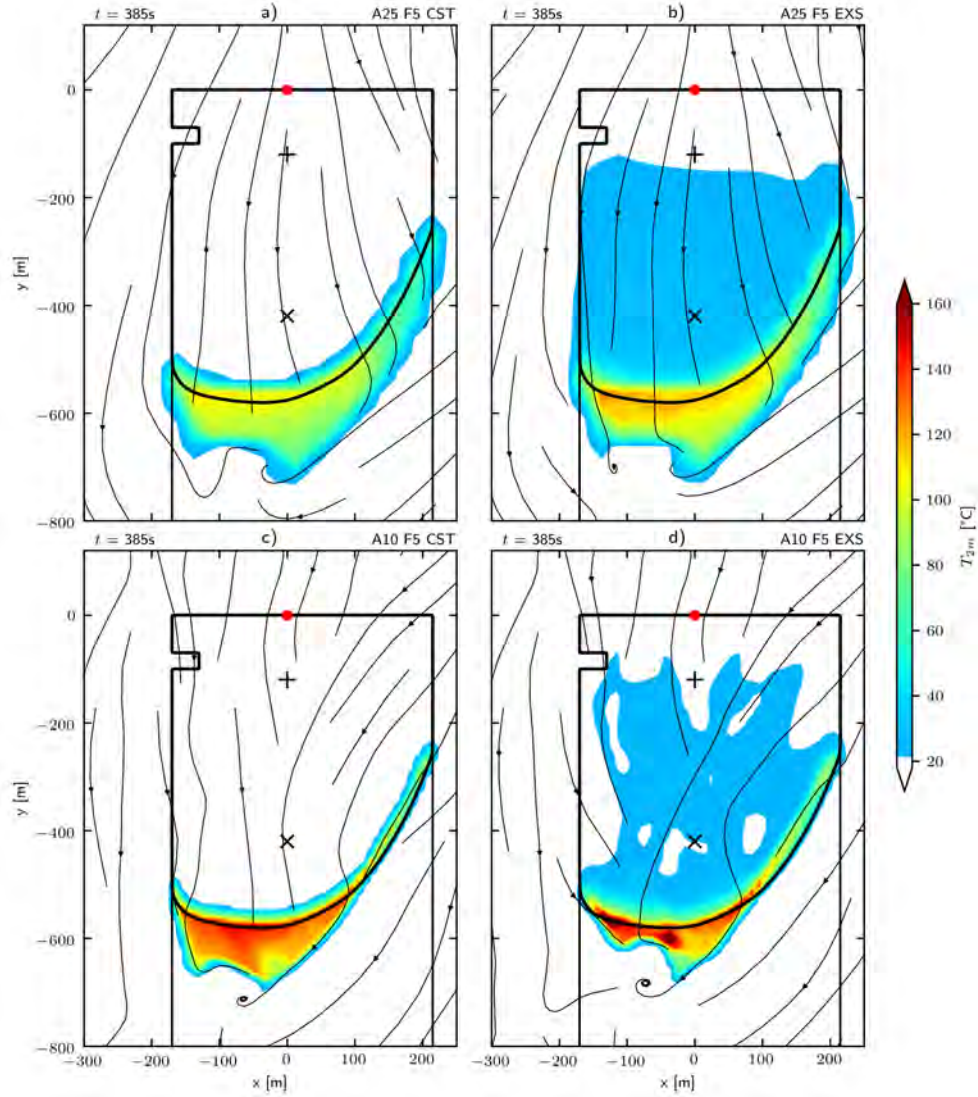 t = 385s a) A25 F5 CST
t = 385s b) A25 F5 EXS
0
−200
−400
−600
−800
y [m]
t = 385s c) A10 F5 CST
t = 385s d) A10 F5 EXS
0
−200
−400
−600
−800
y [m]
−300 −200 −100 0 100 200
x [m]
−300 −200 −100 0 100 200
x [m]
160
140
120
100
80
60
40
20
T2m [°C]